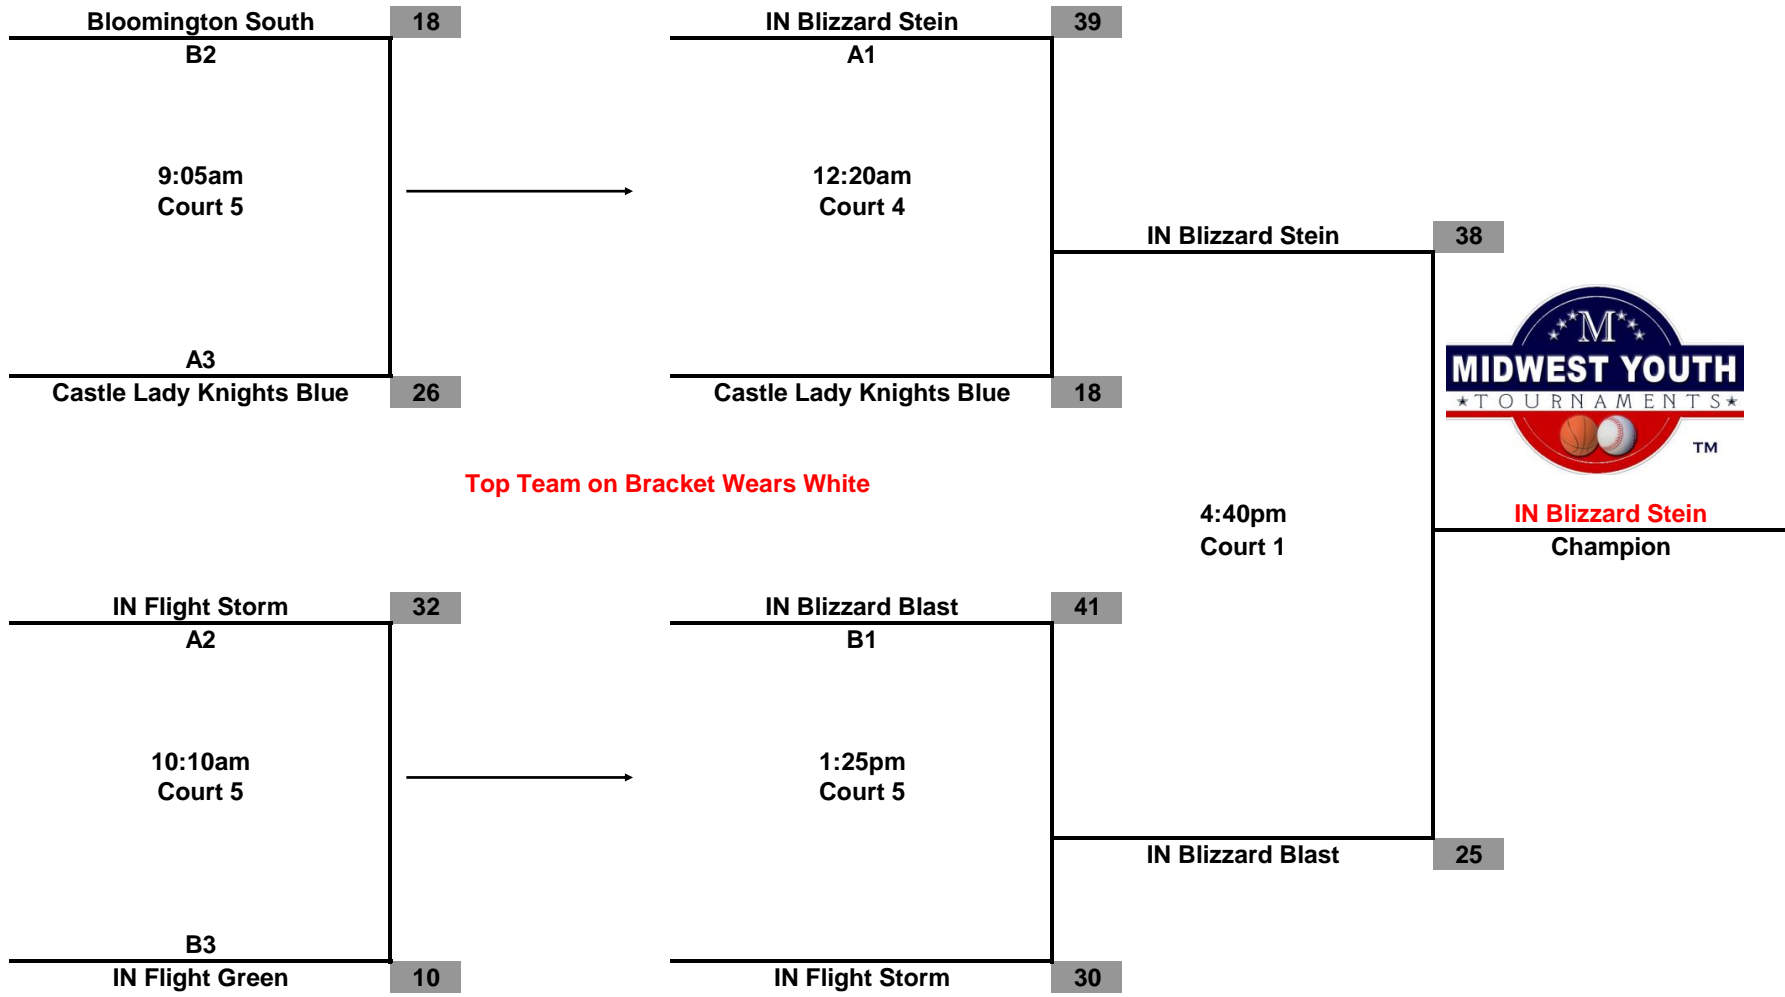 Bloomington South 18
B2
9:05am
Court 5
A3
Castle Lady Knights Blue 26
IN Blizzard Stein 39
A1
12:20am
Court 4
Castle Lady Knights Blue 18
IN Blizzard Stein 38
M
MIDWEST YOUTH
TOURNAMENTS
TM
Top Team on Bracket Wears White
4:40pm
Court 1
IN Blizzard Stein
Champion
IN Flight Storm 32
A2
10:10am
Court 5
B3
IN Flight Green 10
IN Blizzard Blast 41
B1
1:25pm
Court 5
IN Flight Storm 30
IN Blizzard Blast 25